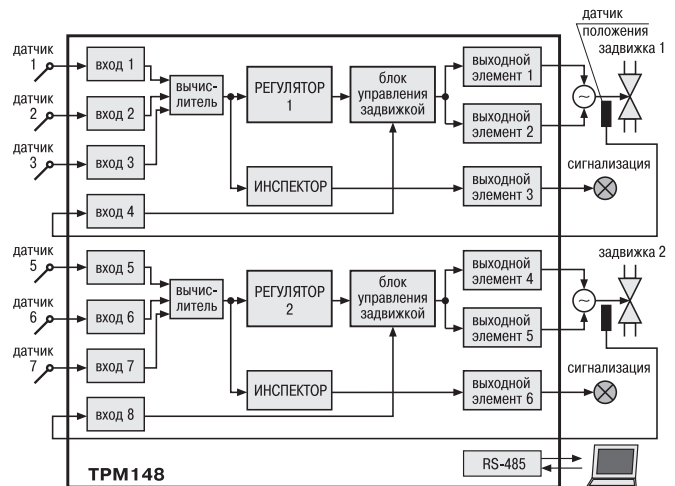 датчик
положения
задвижка 1
датчик
1
вход 1
вычис-
литель
РЕГУЛЯТОР
1
блок
управления
задвижкой
выходной
элемент 1
~
датчик
2
вход 2
выходной
элемент 2
датчик
3
вход 3
ИНСПЕКТОР
выходной
элемент 3
сигнализация
вход 4
датчик
5
вход 5
вычис-
литель
РЕГУЛЯТОР
2
блок
управления
задвижкой
выходной
элемент 4
~
задвижка 2
датчик
6
вход 6
выходной
элемент 5
датчик
7
вход 7
ИНСПЕКТОР
выходной
элемент 6
сигнализация
вход 8
ТРМ148
RS-485